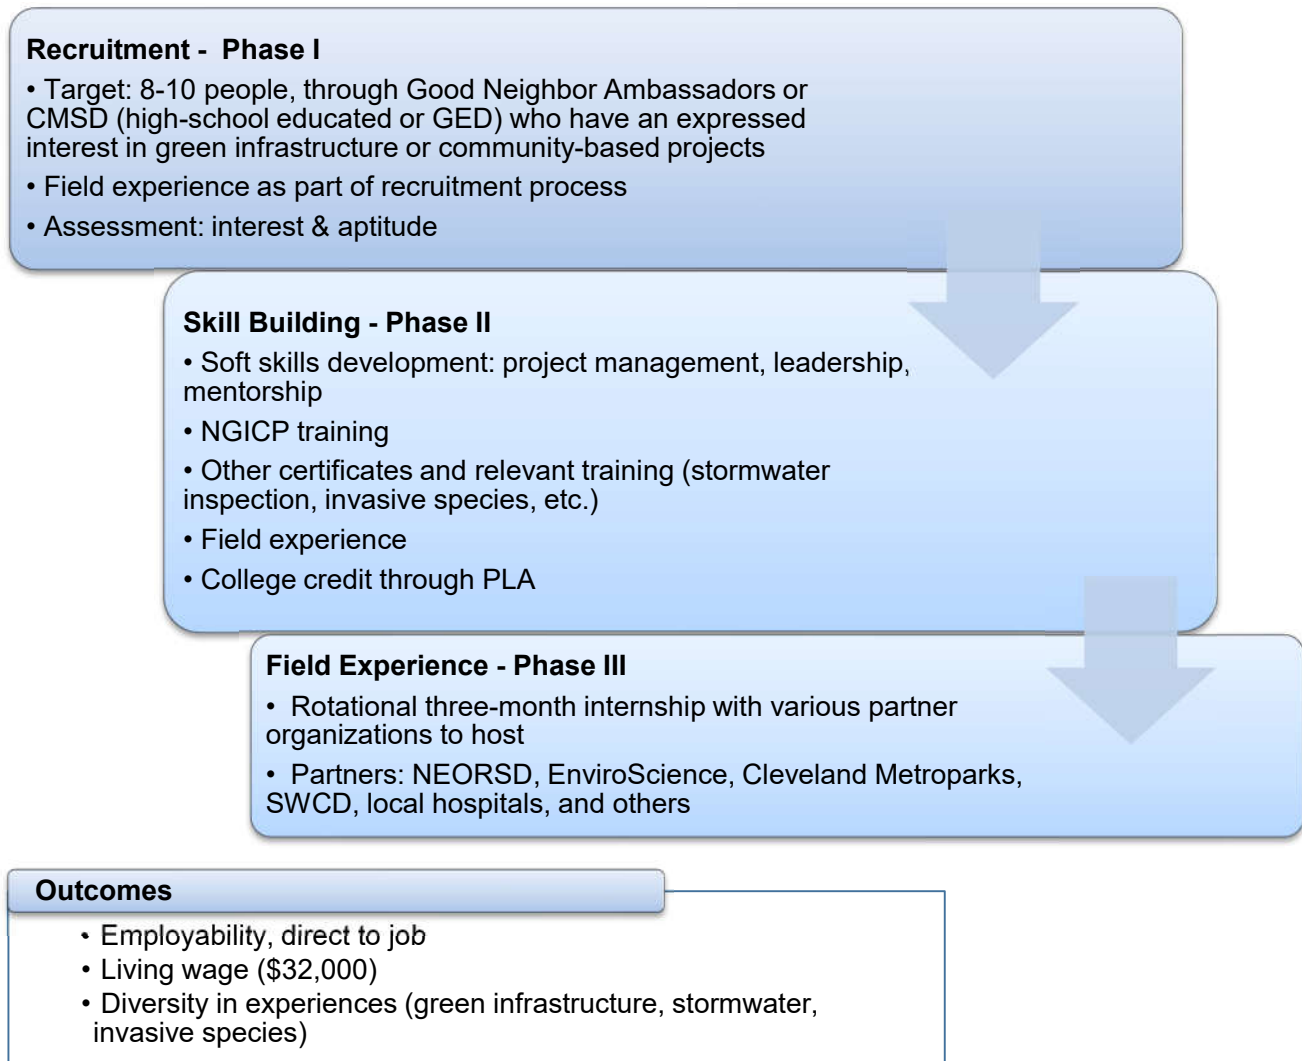 Recruitment - Phase I
• Target: 8-10 people, through Good Neighbor Ambassadors or
CMSD (high-school educated or GED) who have an expressed
interest in green infrastructure or community-based projects
• Field experience as part of recruitment process
• Assessment: interest & aptitude
Skill Building - Phase II
• Soft skills development: project management, leadership,
mentorship
• NGICP training
• Other certificates and relevant training (stormwater
inspection, invasive species, etc.)
• Field experience
• College credit through PLA
Field Experience - Phase III
• Rotational three-month internship with various partner
organizations to host
• Partners: NEORSD, EnviroScience, Cleveland Metroparks,
SWCD, local hospitals, and others
Outcomes
• Employability, direct to job
• Living wage ($32,000)
• Diversity in experiences (green infrastructure, stormwater,
invasive species)